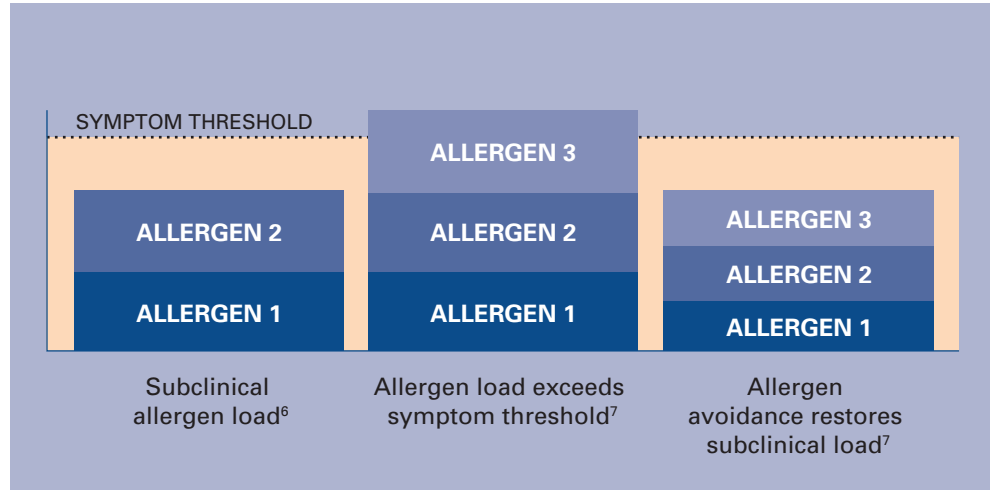 SYMPTOM THRESHOLD
ALLERGEN 2
ALLERGEN 1
ALLERGEN 3
ALLERGEN 2
ALLERGEN 1
ALLERGEN 3
ALLERGEN 2
ALLERGEN 1
Subclinical
allergen load⁶
Allergen load exceeds
symptom threshold⁷
Allergen
avoidance restores
subclinical load⁷